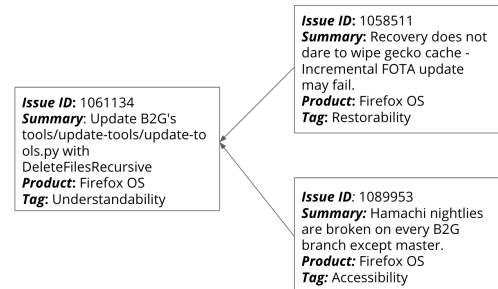 Issue ID: 1058511
Summary: Recovery does not
dare to wipe gecko cache -
Incremental FOTA update
may fail.
Product: Firefox OS
Tag: Restorability
Issue ID: 1061134
Summary: Update B2G's
tools/update-tools/update-to
ols.py with
DeleteFilesRecursive
Product: Firefox OS
Tag: Understandability
Issue ID: 1089953
Summary: Hamachi nightlies
are broken on every B2G
branch except master.
Product: Firefox OS
Tag: Accessibility